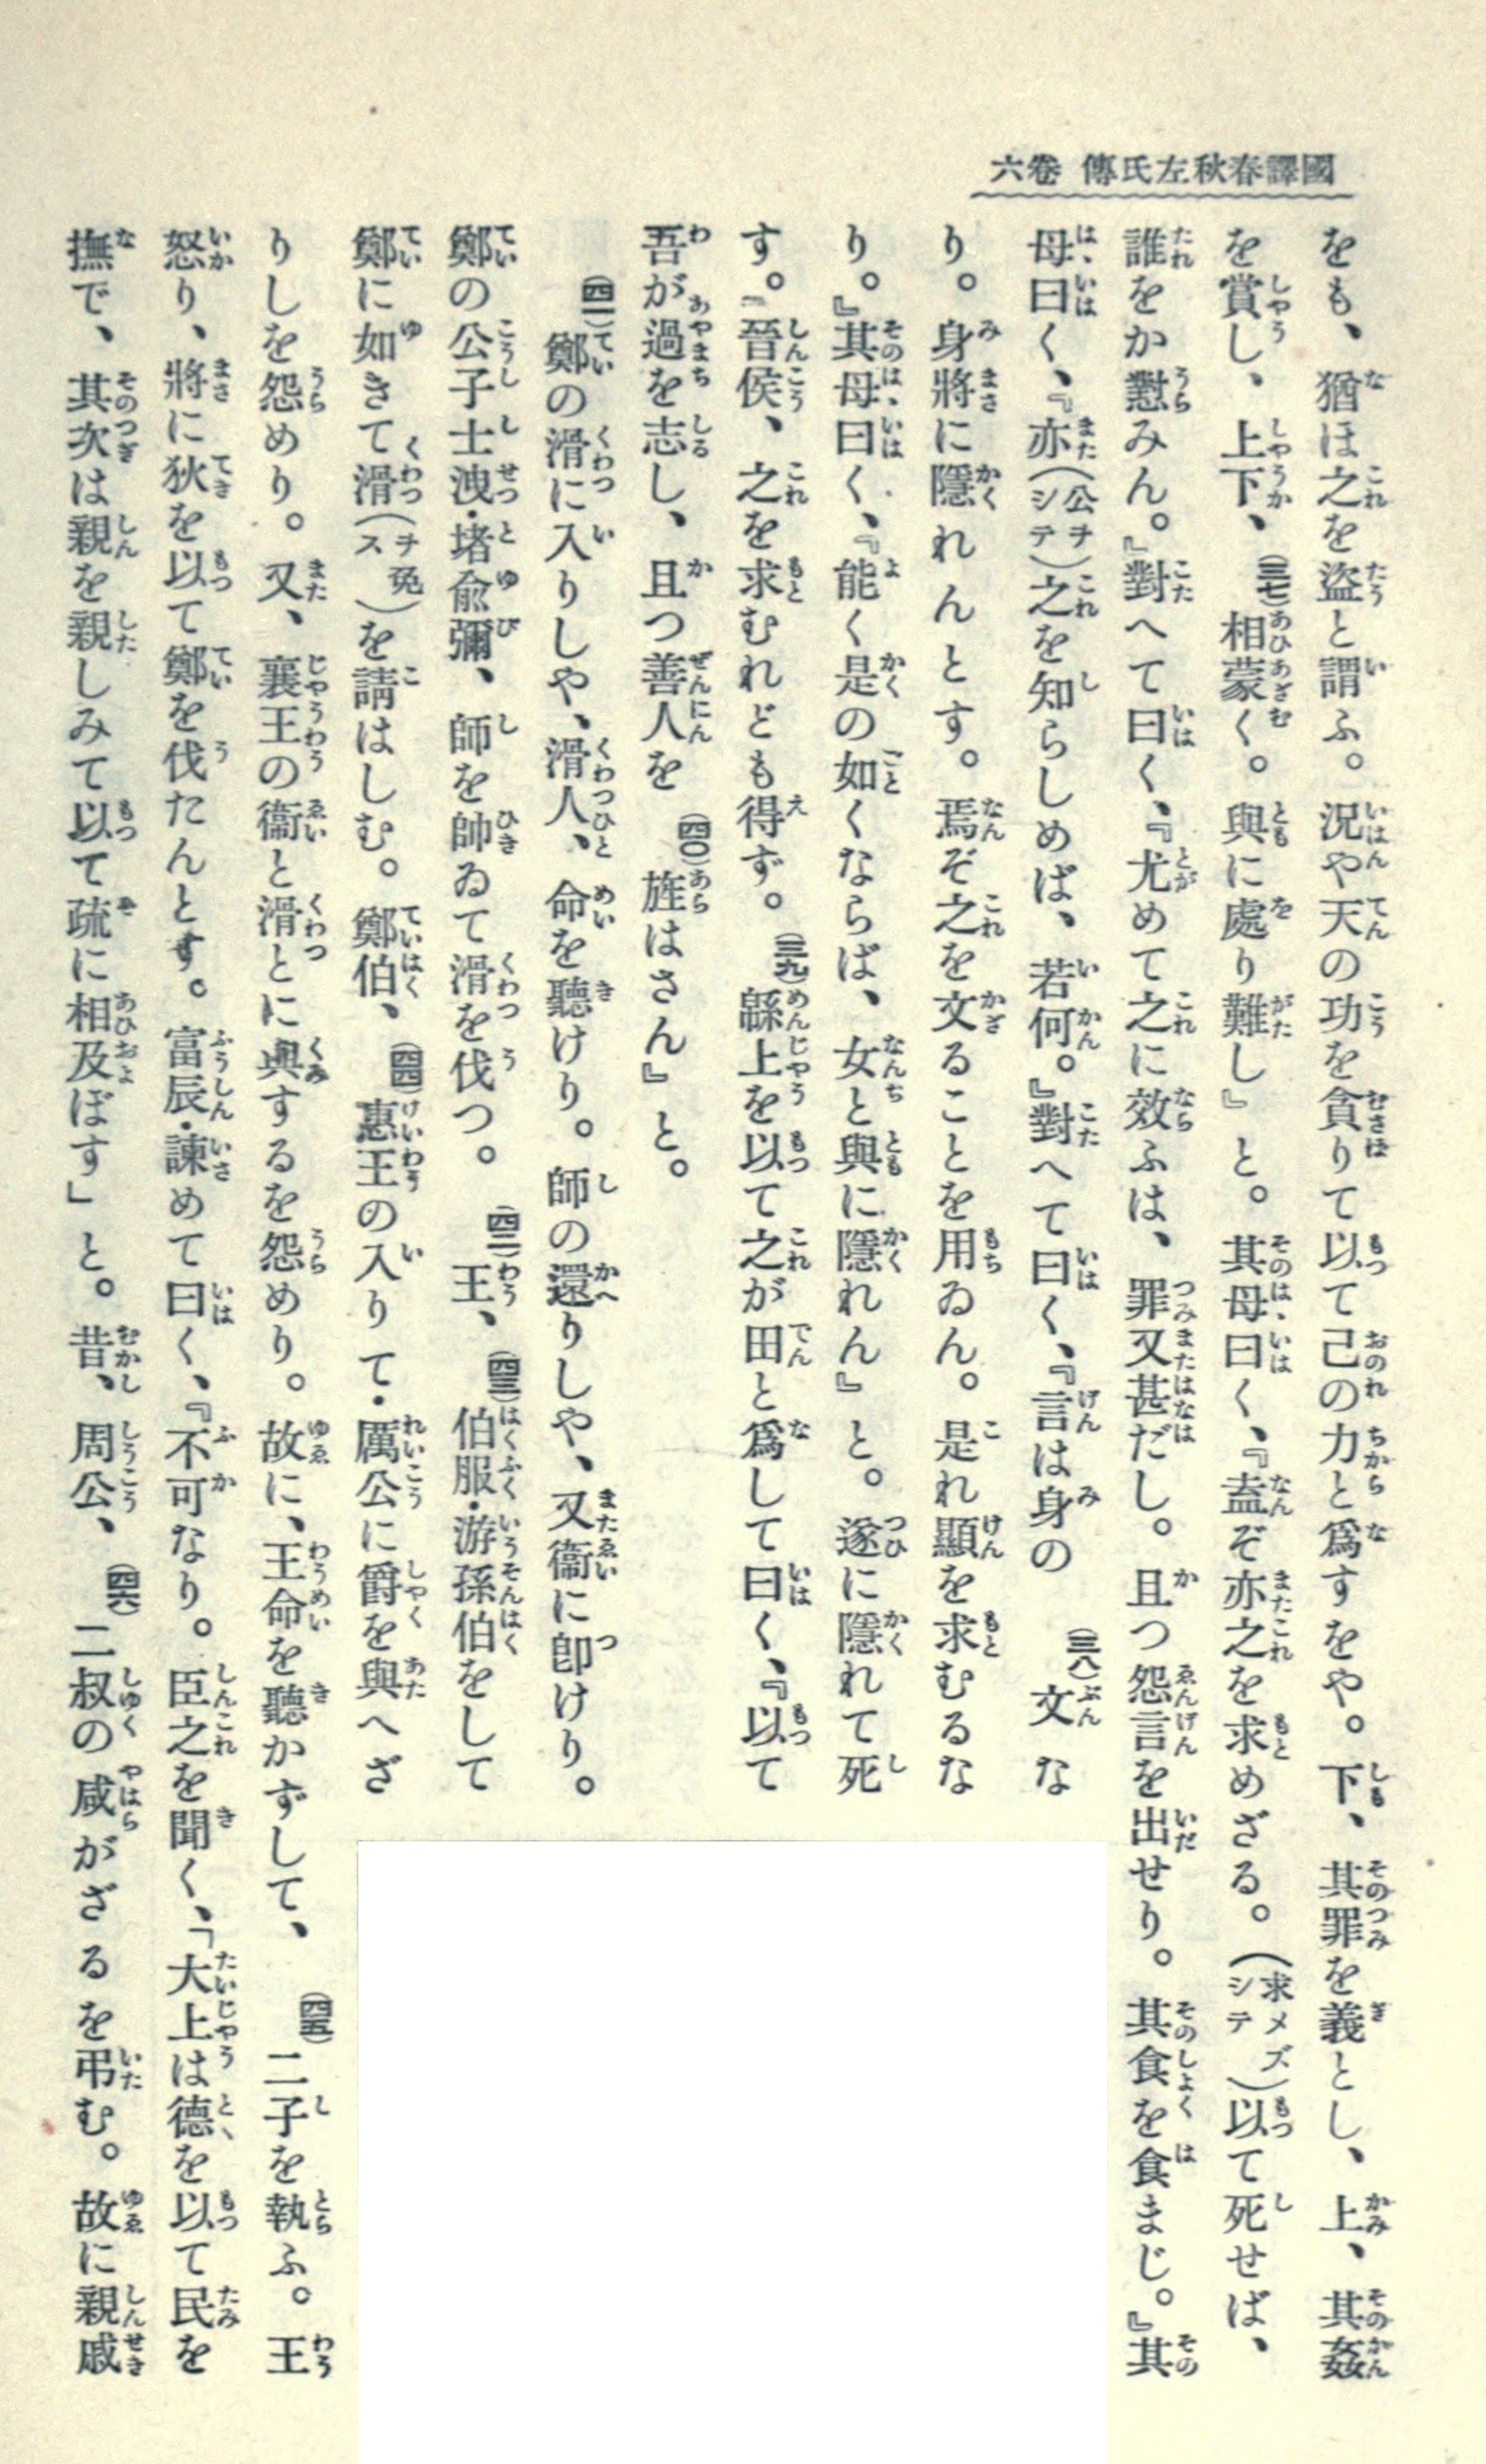 國譯春秋左氏傳 卷六
をも、猶ほ之を盜と謂ふ。況や天の功を貪りて以て己の力と爲すをや。下、其罪を義とし、上、其姦
を賞し、上下、(三七)相蒙く。與に處り難し』と。其母曰く、『盍ぞ亦之を求めざる。(求メズシテ)以て死せば、
誰をか懟みん。』對へて曰く、『尤めて之に效ふは、罪又甚だし。且つ怨言を出せり。其食を食まじ。』其
母曰く、『亦(公チシテ)之を知らしめば、若何。』對へて曰く、『言は身の(三八)文な
り。身將に隱れんとす。焉ぞ之を文ることを用ゐん。是れ顯を求むるな
り。』其母曰く、『能く是の如くならば、女と與に隱れん』と。遂に隱れて死
す。晉侯、之を求むれども得ず。(三九)緜上を以て之が田と爲して曰く、『以て
吾が過を志し、且つ善人を(四〇)旌はさん』と。
(四一)鄭の滑に入りしや、滑人、命を聽けり。師の還りしや、又衞に卽けり。
鄭の公子士洩・堵兪彌、師を帥ゐて滑を伐つ。(四二)王、(四三)伯服・游孫伯をして
鄭に如きて滑(ヲ免ス)を請はしむ。鄭伯、(四四)惠王の入りて・厲公に爵を與へざ
りしを怨めり。又、襄王の衞と滑とに與するを怨めり。故に、王命を聽かずして、(四五)二子を執ふ。王
怒り、將に狄を以て鄭を伐たんとす。富辰・諫めて曰く、『不可なり。臣之を聞く、「大上は德を以て民を
撫で、其次は親を親しみて以て疏に相及ぼす」と。昔、周公、(四六)二叔の咸がざるを弔む。故に親戚